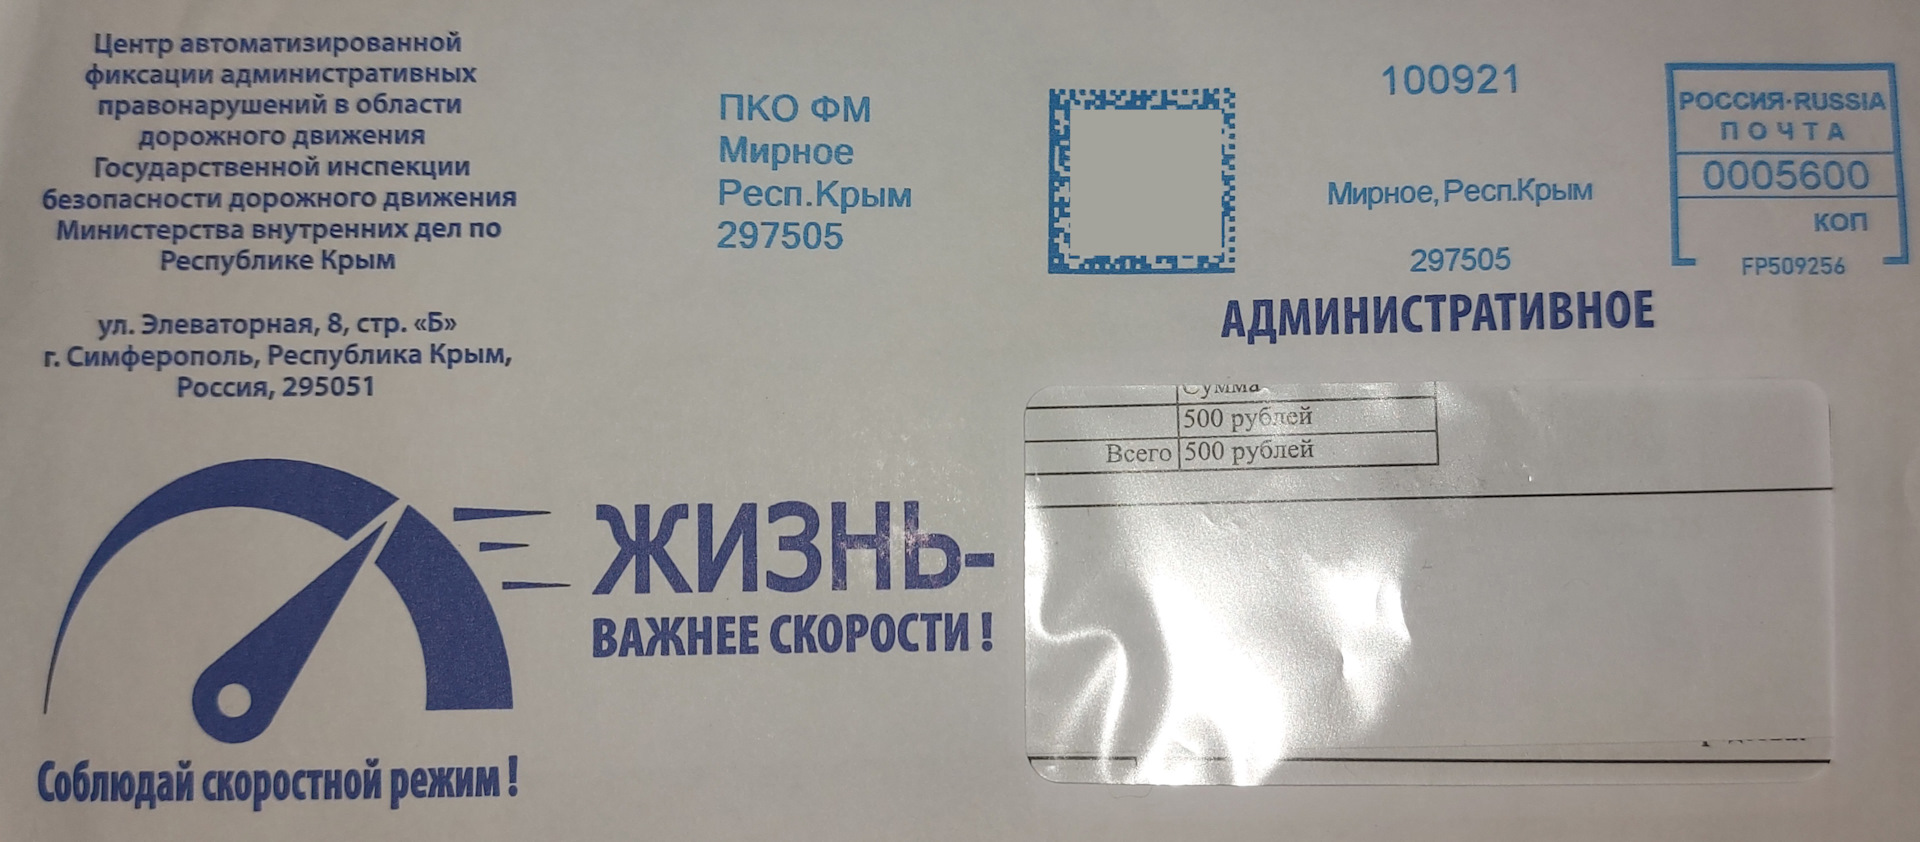 Центр автоматизированной
фиксации административных
правонарушений в области
дорожного движения
Государственной инспекции
безопасности дорожного движения
Министерства внутренних дел по
Республике Крым
ул. Элеваторная, 8, стр. «Б»
г. Симферополь, Республика Крым,
Россия, 295051
ПКО ФМ
Мирное
Респ.Крым
297505
100921
Мирное, Респ.Крым
297505
РОССИЯ·RUSSIA
ПОЧТА
0005600
КОП
FP509256
АДМИНИСТРАТИВНОЕ
Сумма
500 рублей
Всего 500 рублей
ЖИЗНЬ-
ВАЖНЕЕ СКОРОСТИ !
Соблюдай скоростной режим !